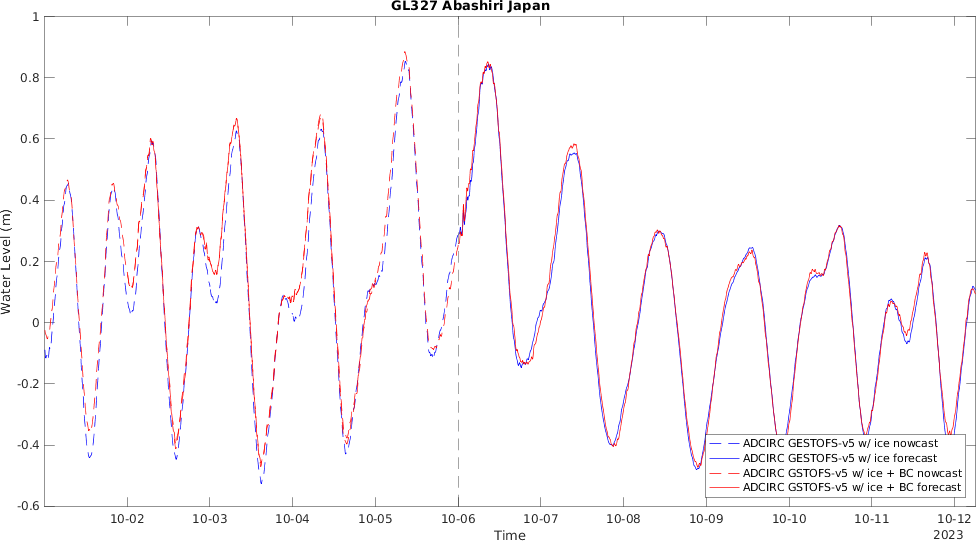 GL327 Abashiri Japan
1
0.8
0.6
0.4
0.2
0
-0.2
-0.4
-0.6
Water Level (m)
10-02 10-03 10-04 10-05 10-06 10-07 10-08 10-09 10-10 10-11 10-12
2023
Time
ADCIRC GESTOFS-v5 w/ ice nowcast
ADCIRC GESTOFS-v5 w/ ice forecast
ADCIRC GSTOFS-v5 w/ ice + BC nowcast
ADCIRC GSTOFS-v5 w/ ice + BC forecast